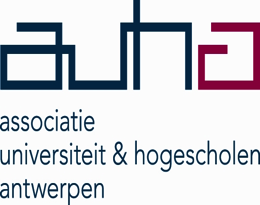 auha
associatie
universiteit & hogescholen
antwerpen